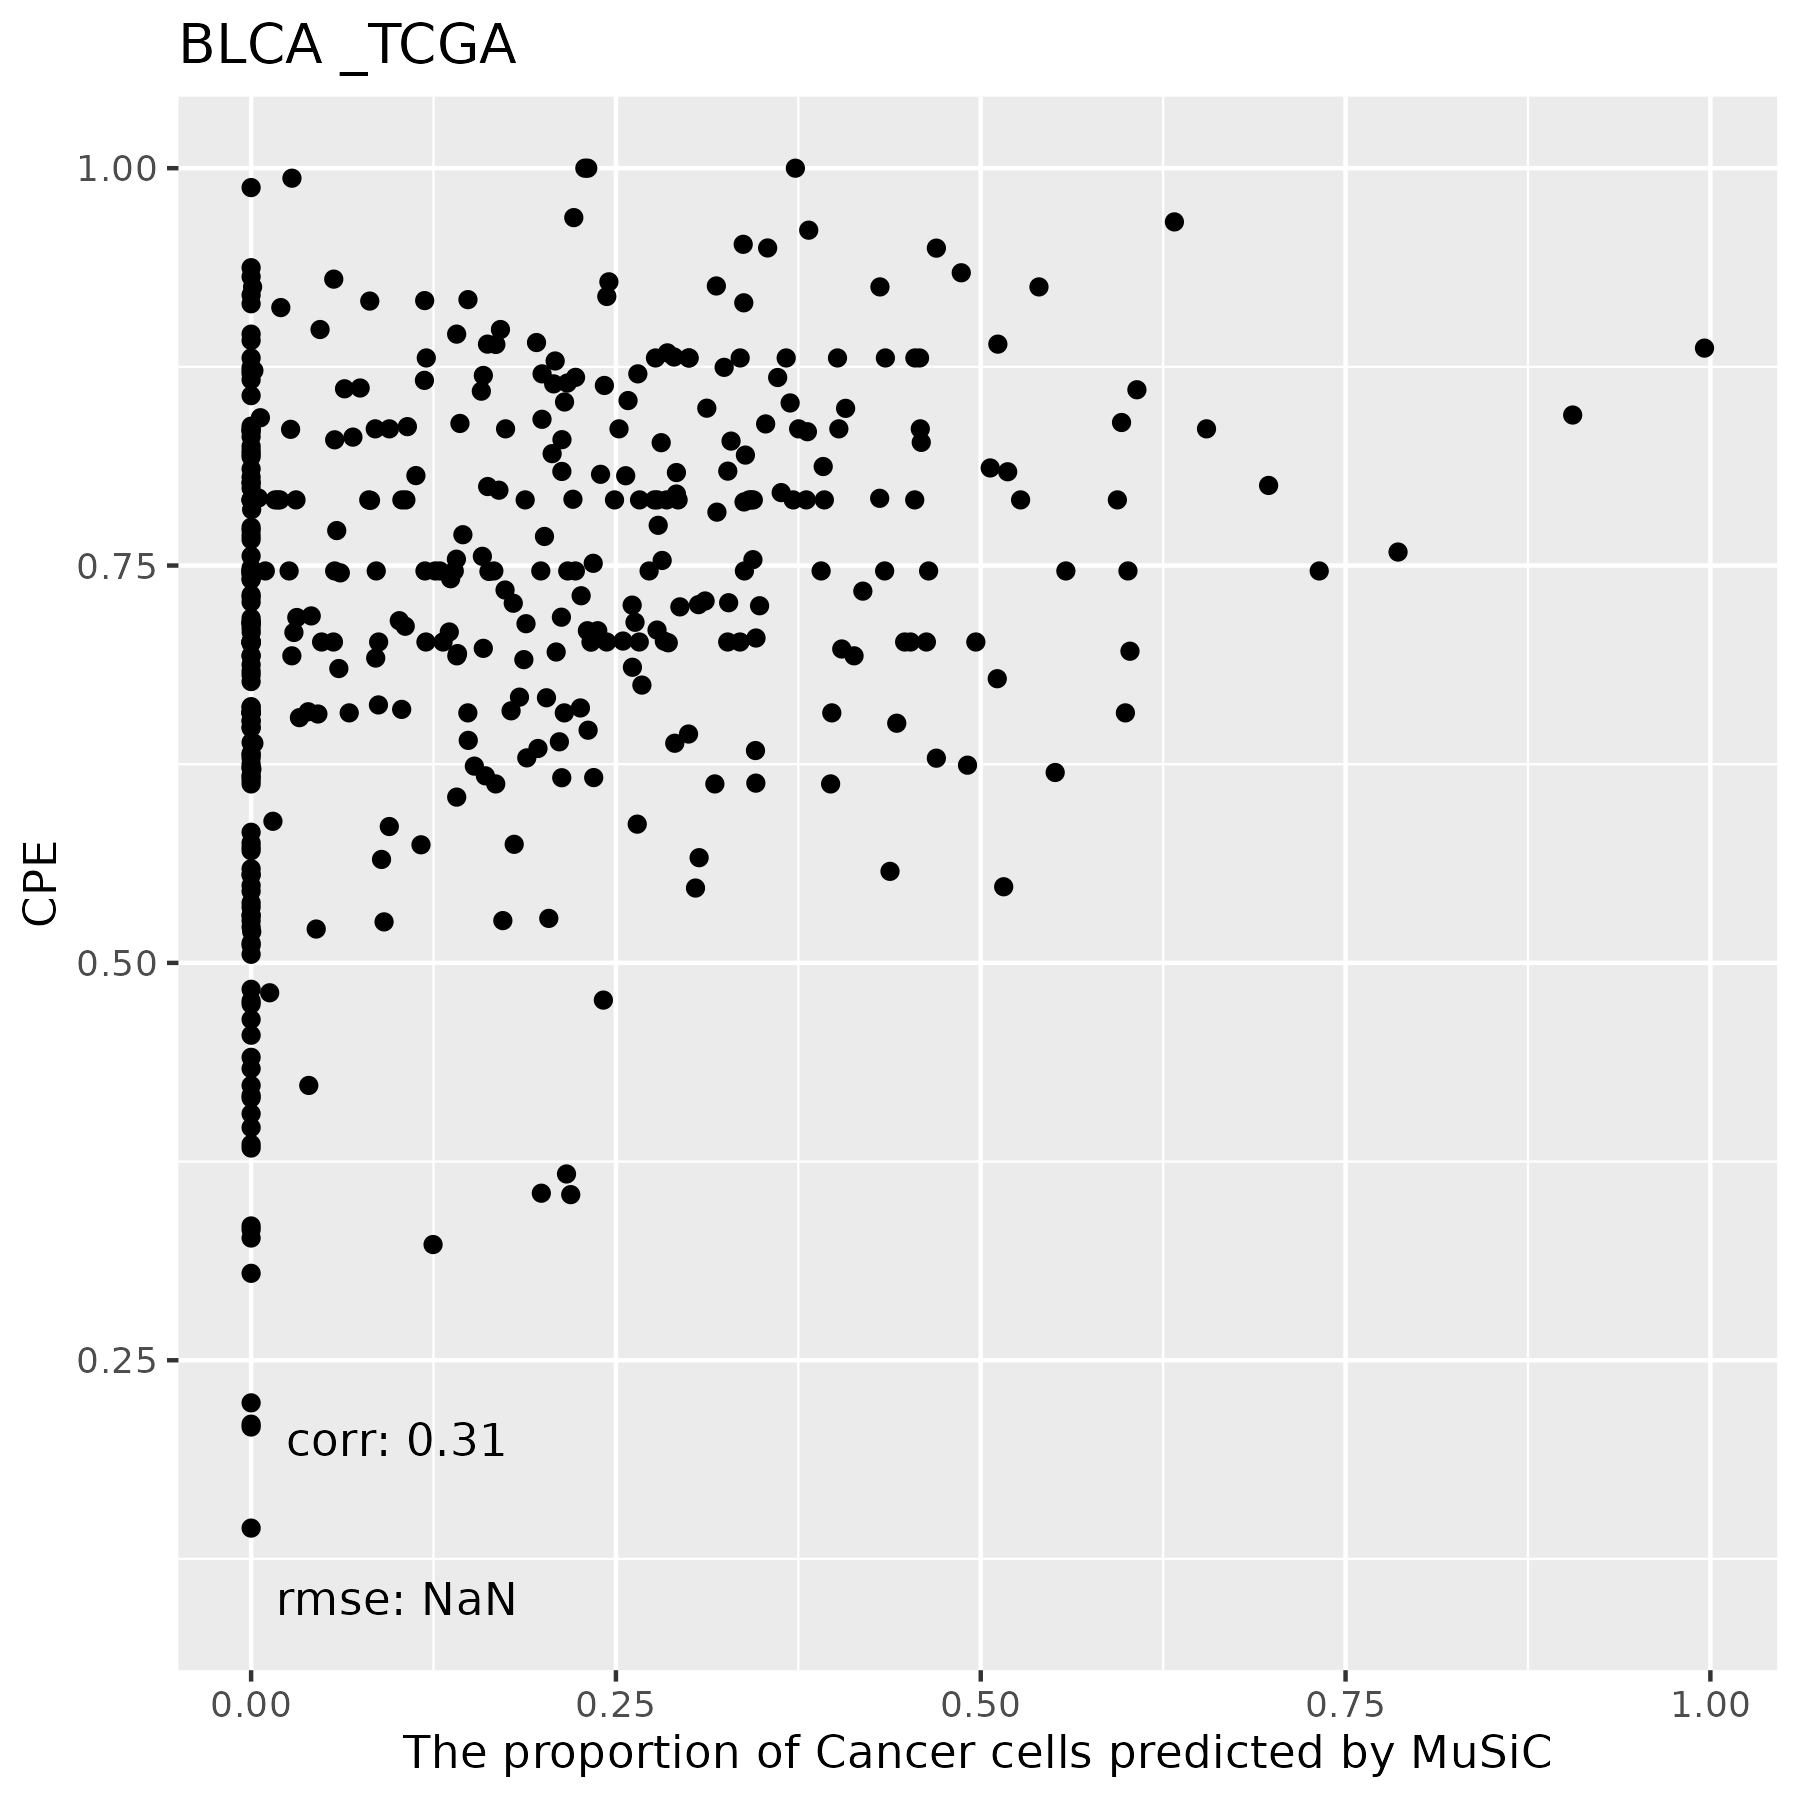 BLCA _TCGA
1.00
0.75
0.50
0.25
CPE
corr: 0.31
rmse: NaN
0.00 0.25 0.50 0.75 1.00
The proportion of Cancer cells predicted by MuSiC